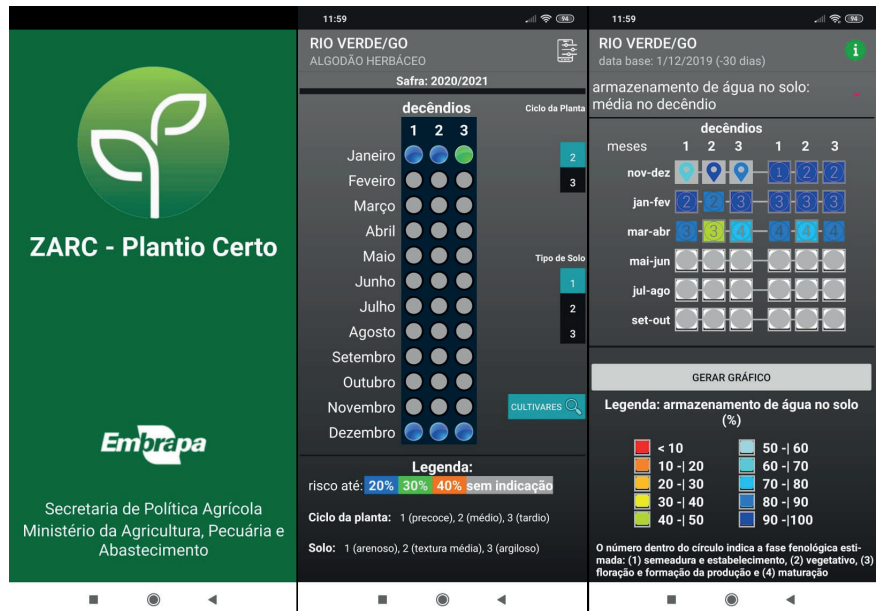 ZARC - Plantio Certo
Embrapa
Secretaria de Política Agrícola
Ministério da Agricultura, Pecuária e
Abastecimento
11:59
94
RIO VERDE/GO
ALGODÃO HERBÁCEO
Safra: 2020/2021
decêndios
Ciclo da Planta
1 2 3
Janeiro
2
Feveiro
3
Março
Abril
Maio
Tipo de Solo
Junho
1
Julho
2
Agosto
3
Setembro
Outubro
Novembro
CULTIVARES
Dezembro
Legenda:
risco até: 20% 30% 40% sem indicação
Ciclo da planta: 1 (precoce), 2 (médio), 3 (tardio)
Solo: 1 (arenoso), 2 (textura média), 3 (argiloso)
11:59
94
RIO VERDE/GO
data base: 1/12/2019 (-30 dias)
i
armazenamento de água no solo:
média no decêndio
decêndios
meses 1 2 3 1 2 3
nov-dez 1 2 2
jan-fev 2 2 3 3 3 3
mar-abr 3 3 4 4 4 4
mai-jun
jul-ago
set-out
GERAR GRÁFICO
Legenda: armazenamento de água no solo
(%)
< 10 50 -| 60
10 -| 20 60 -| 70
20 -| 30 70 -| 80
30 -| 40 80 -| 90
40 -| 50 90 -|100
O número dentro do círculo indica a fase fenológica esti-
mada: (1) semeadura e estabelecimento, (2) vegetativo, (3)
floração e formação da produção e (4) maturação